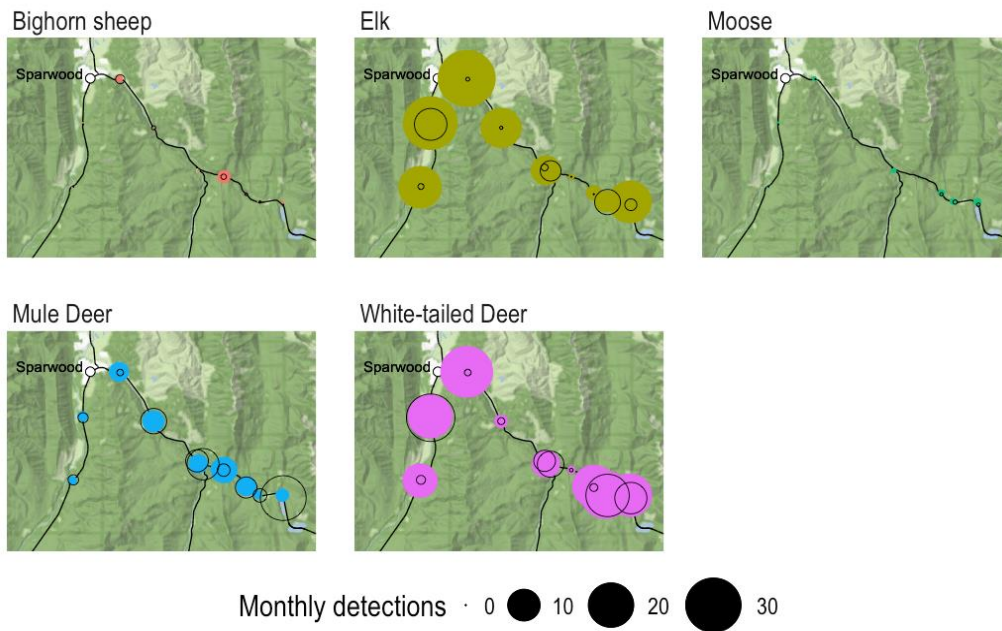 Bighorn sheep
Elk
Moose
Sparwood
Sparwood
Sparwood
Mule Deer
White-tailed Deer
Sparwood
Sparwood
Monthly detections 0 10 20 30